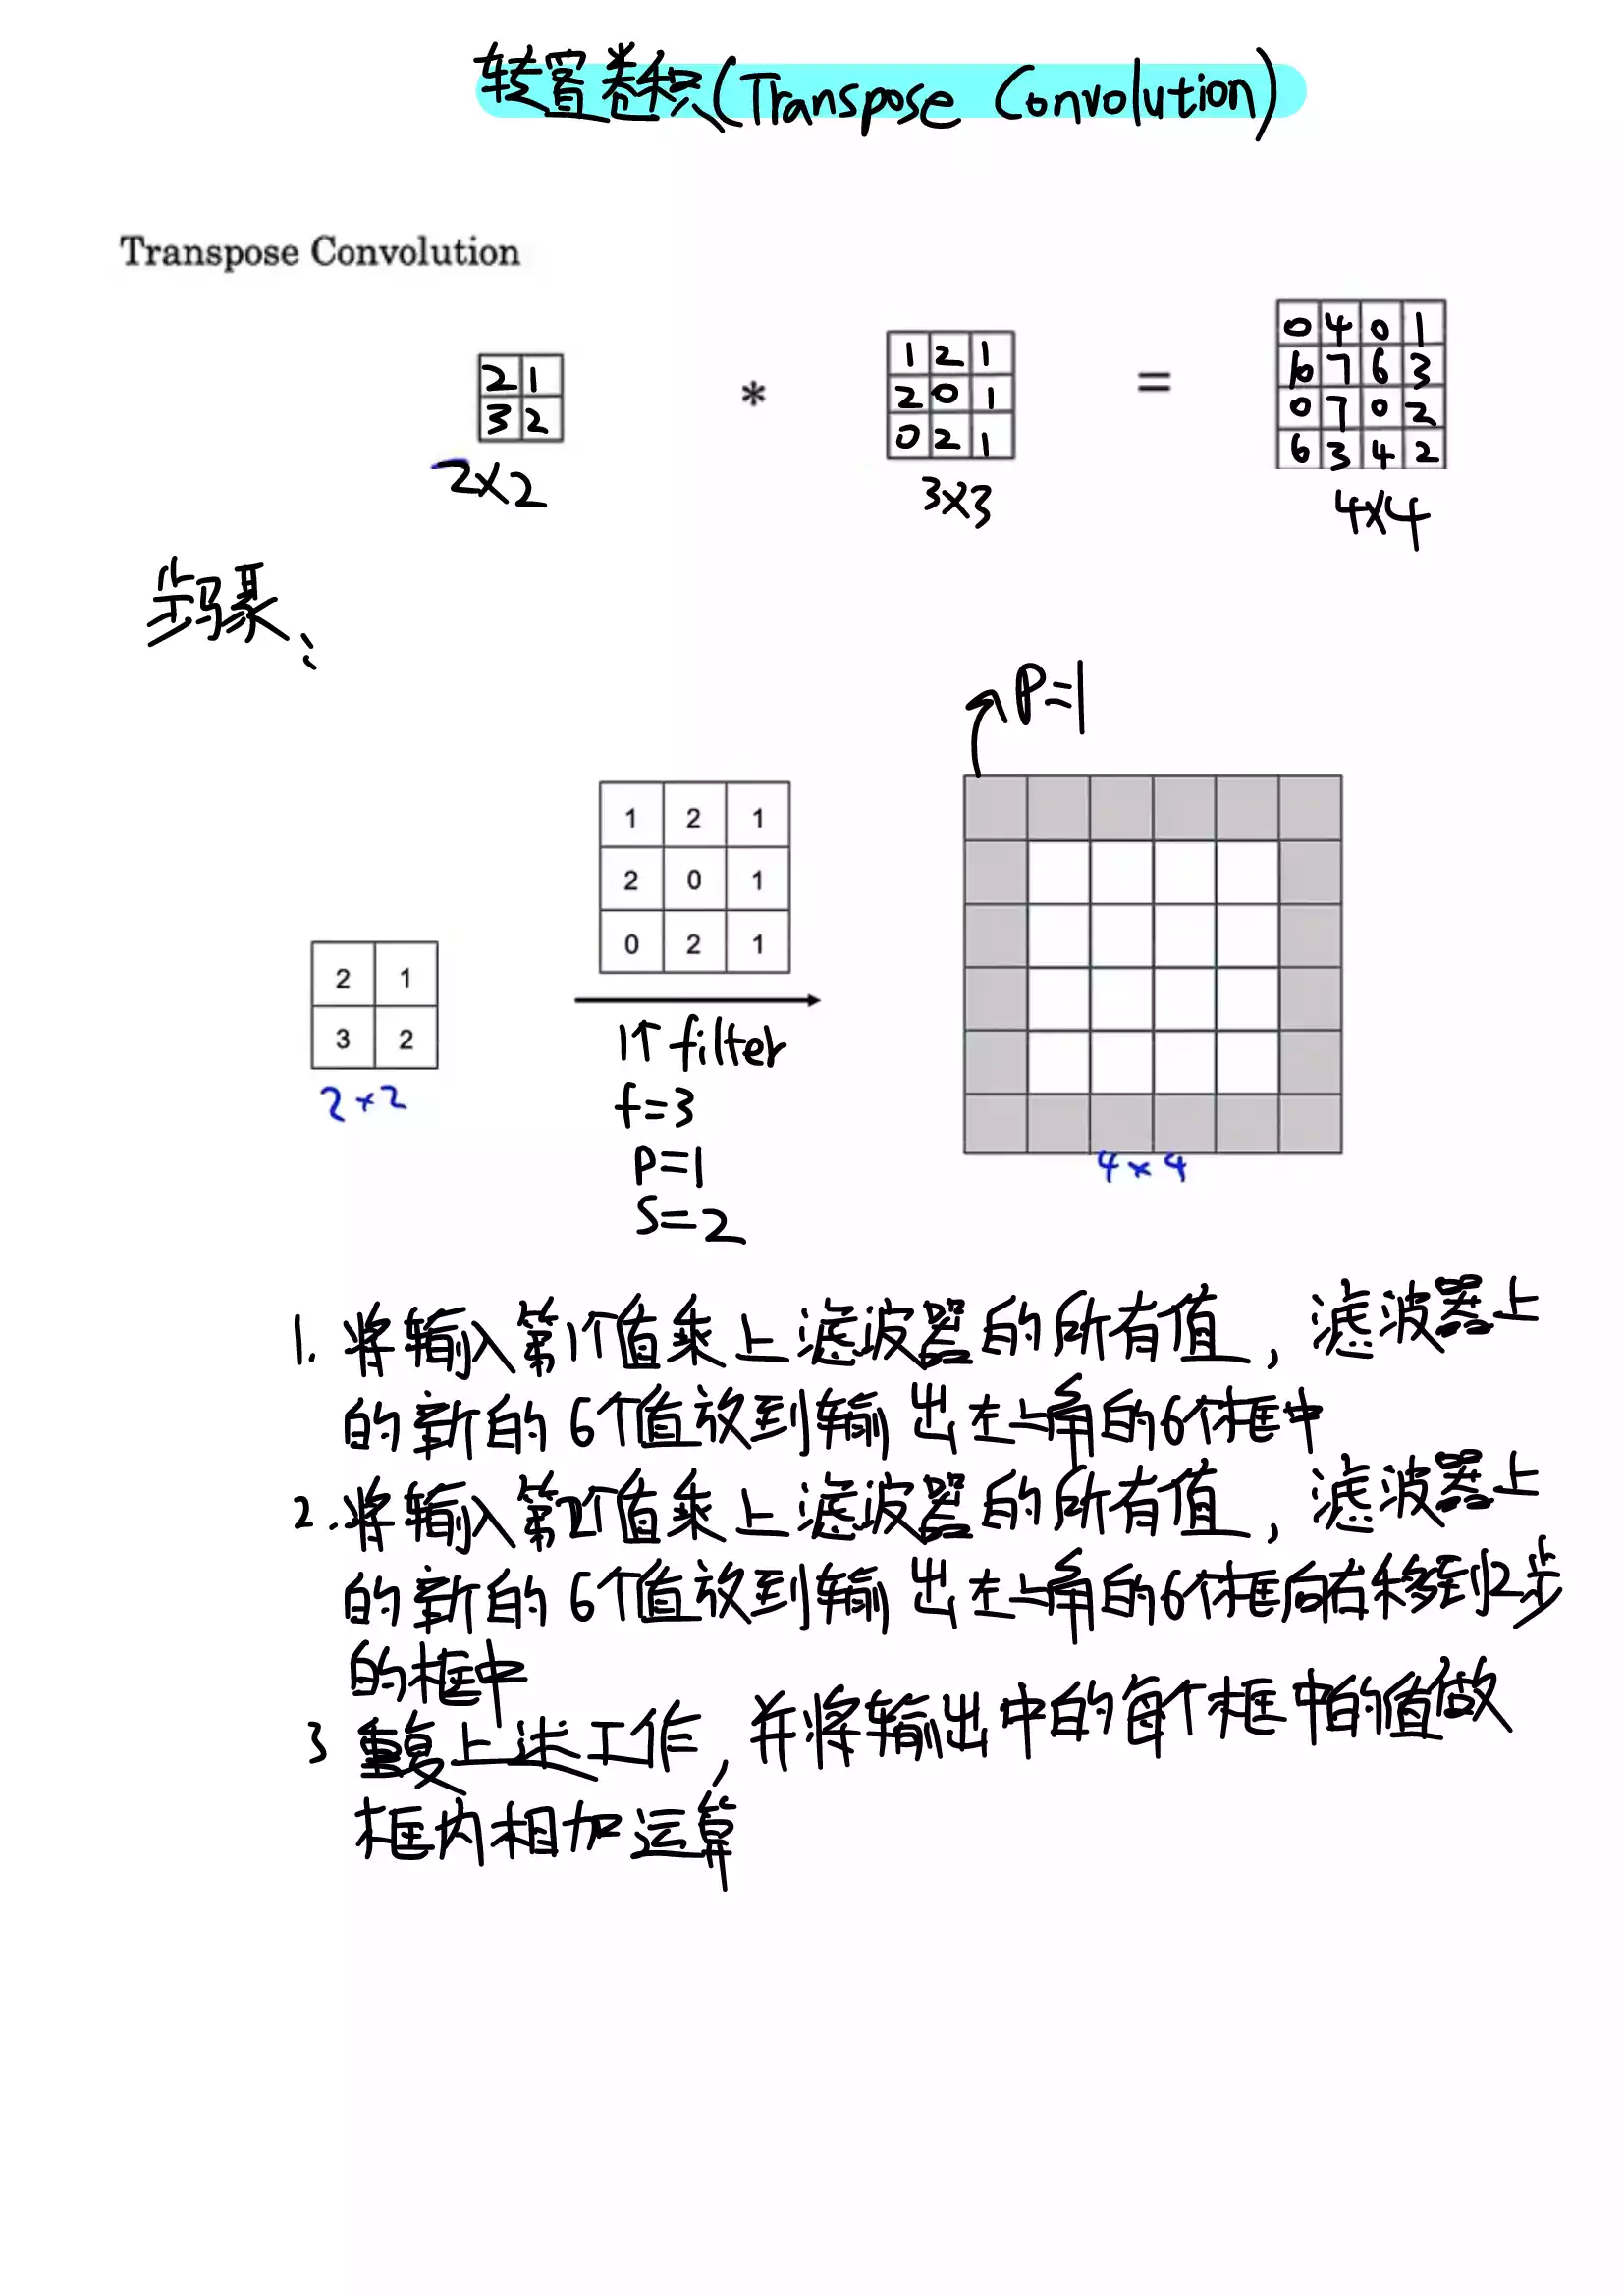 转置卷积(Transpose Convolution)
Transpose Convolution
2 1
3 2
2×2
*
1 2 1
2 0 1
0 2 1
3×3
=
0 4 0 1
10 7 6 3
0 7 0 2
6 3 4 2
4×4
步骤：
P=1
1 2 1
2 0 1
0 2 1
2 1
3 2
2×2
1个filter
f=3
P=1
S=2
4×4
1. 将输入第1个值乘上滤波器的所有值，滤波器上
的新的6个值放到输出左上角的6个框中
2.将输入第2个值乘上滤波器的所有值，滤波器上
的新的6个值放到输出左上角的6个框向右移到2步
的框中
3 重复上述工作，并将输出中的每个框中的值做
框内相加运算